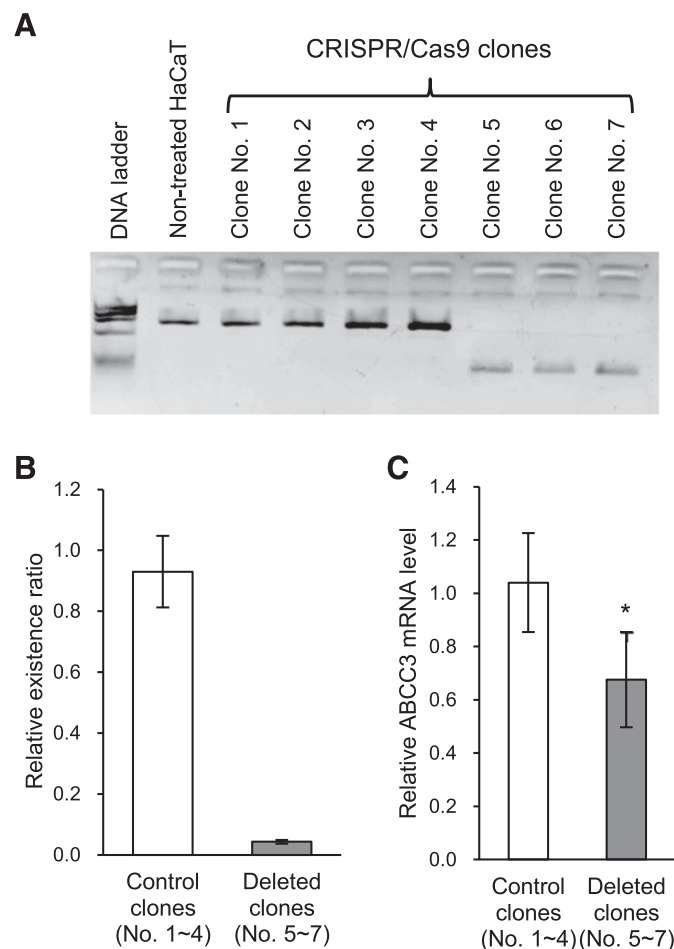 A
CRISPR/Cas9 clones
DNA ladder
Non-treated HaCaT
Clone No. 1
Clone No. 2
Clone No. 3
Clone No. 4
Clone No. 5
Clone No. 6
Clone No. 7
B
Relative existence ratio
1.2
1.0
0.8
0.6
0.4
0.2
0.0
Control
clones
(No. 1~4)
Deleted
clones
(No. 5~7)
C
Relative ABCC3 mRNA level
1.4
1.2
1.0
0.8
0.6
0.4
0.2
0.0
*
Control
clones
(No. 1~4)
Deleted
clones
(No. 5~7)